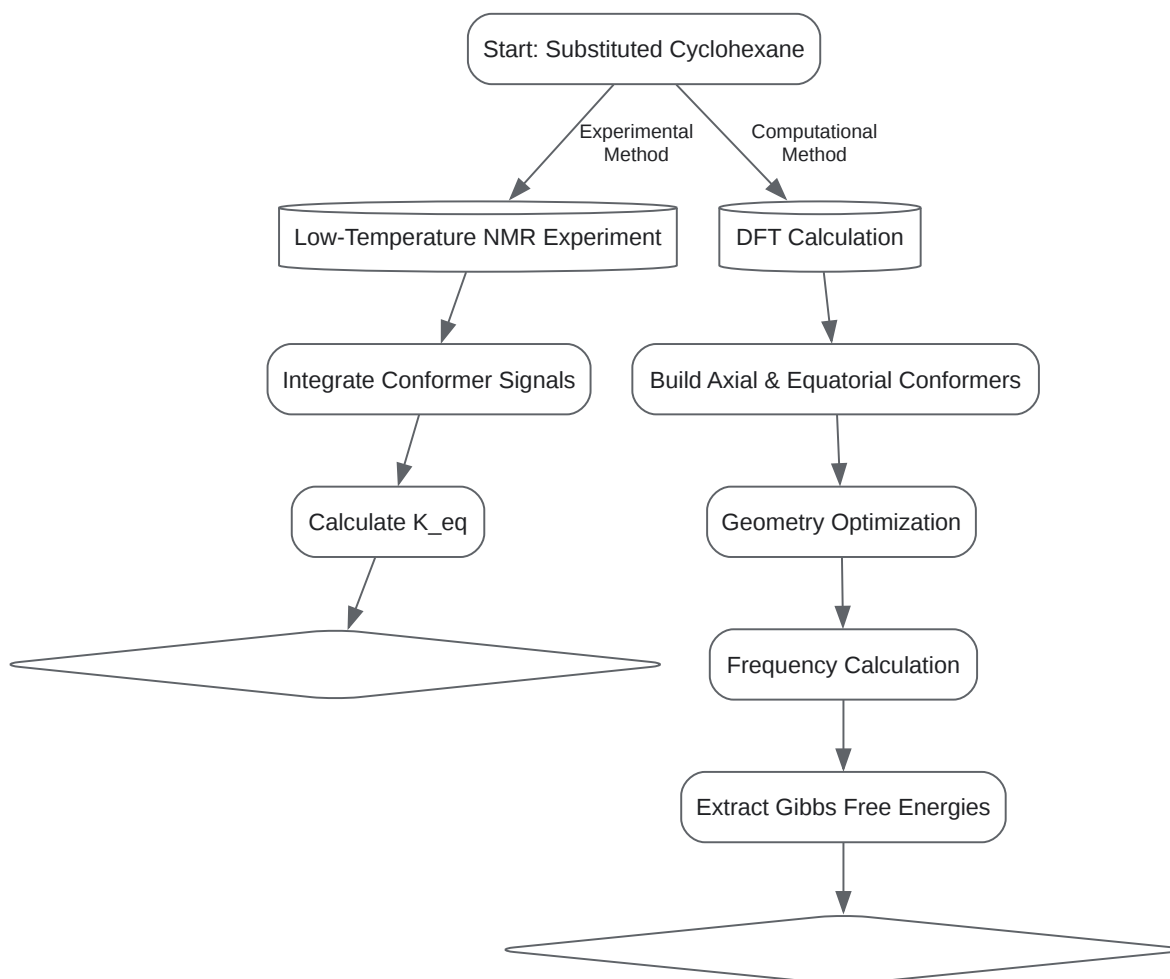 Start: Substituted Cyclohexane
Experimental
Method
Computational
Method
Low-Temperature NMR Experiment
DFT Calculation
Integrate Conformer Signals
Build Axial & Equatorial Conformers
Calculate K_eq
Geometry Optimization
Frequency Calculation
Extract Gibbs Free Energies